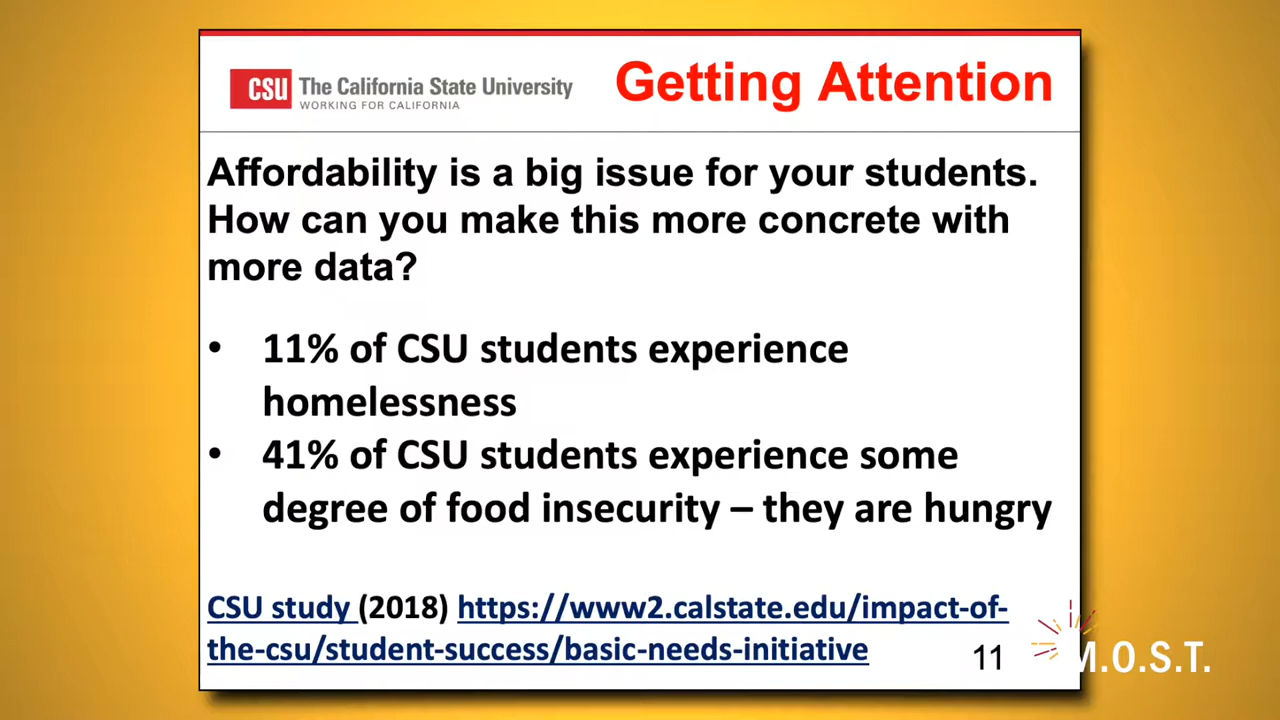 CSU The California State University
WORKING FOR CALIFORNIA
Getting Attention
Affordability is a big issue for your students.
How can you make this more concrete with
more data?
• 11% of CSU students experience
homelessness
• 41% of CSU students experience some
degree of food insecurity – they are hungry
CSU study (2018) https://www2.calstate.edu/impact-of-
the-csu/student-success/basic-needs-initiative
11
M.O.S.T.